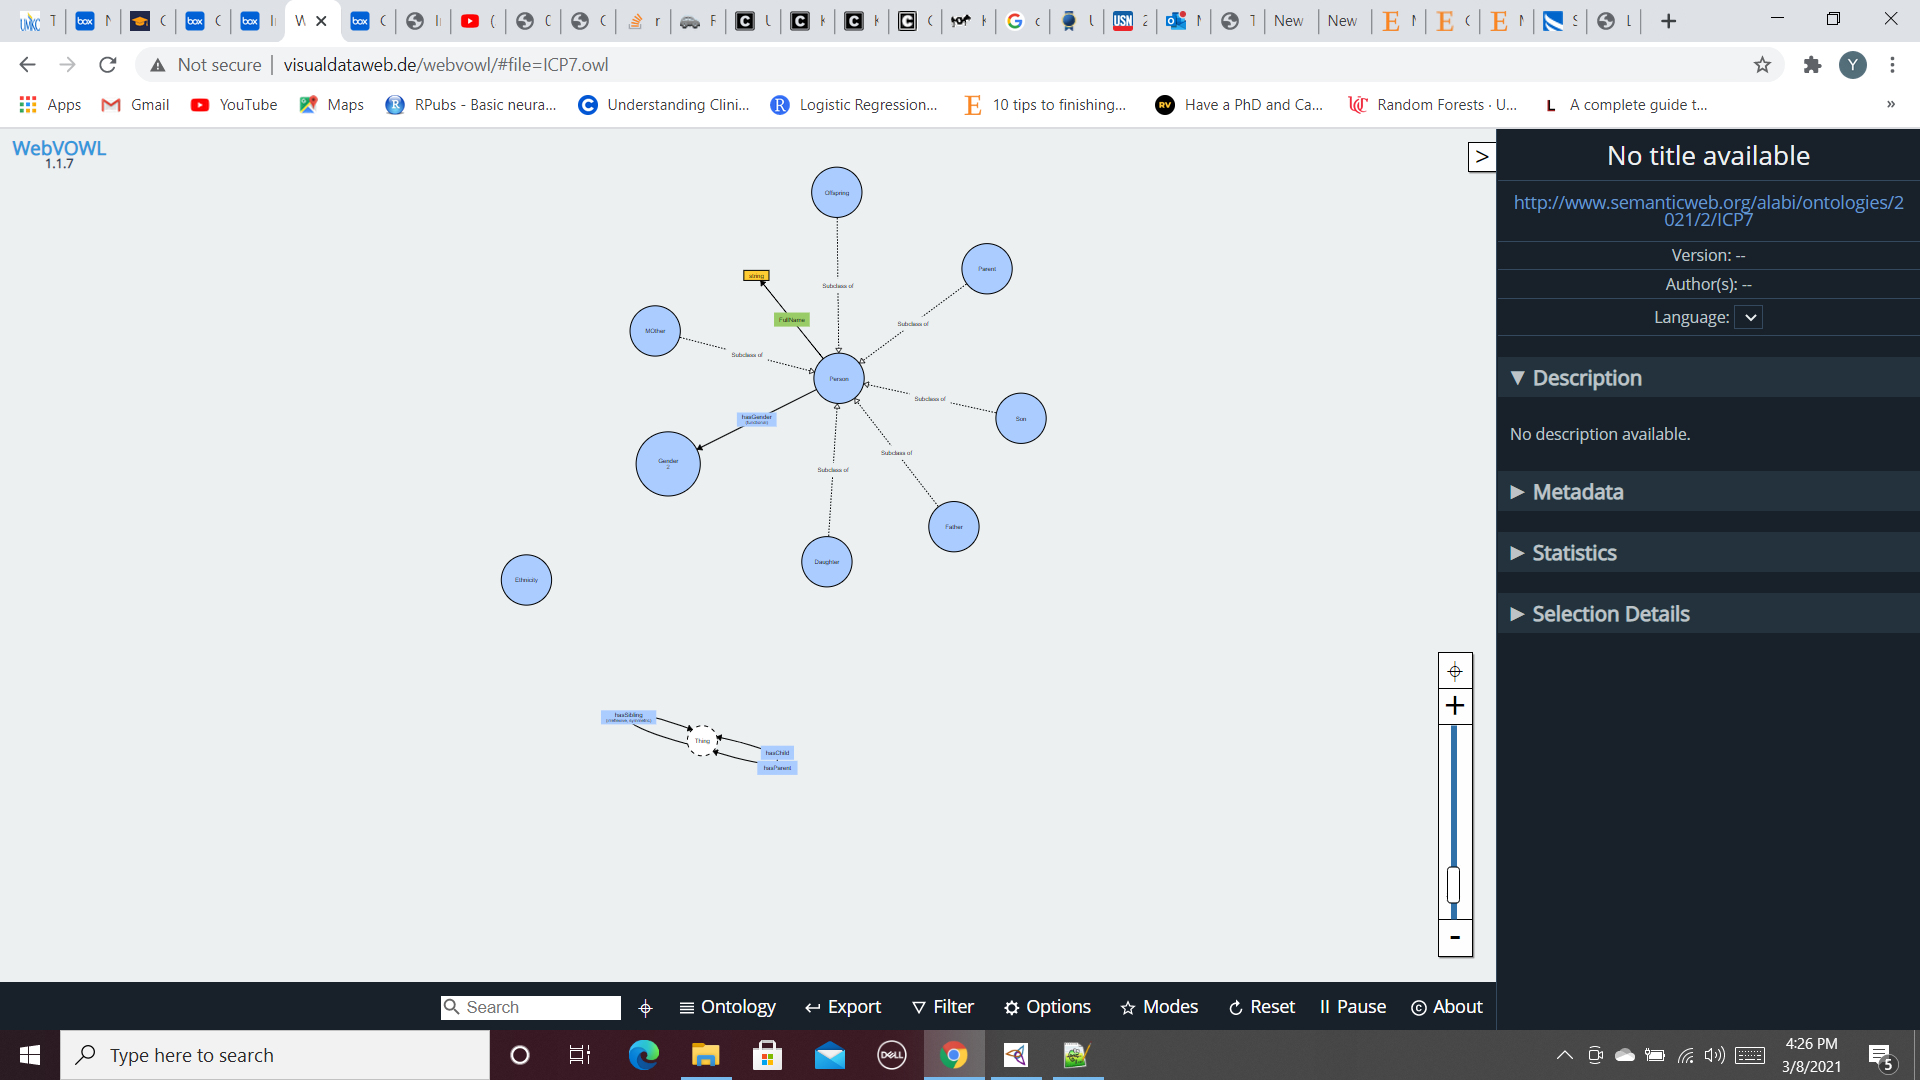 Not secure
visualdataweb.de/webvowl/#file=ICP7.owl
Y
Apps
Gmail
YouTube
Maps
RPubs - Basic neura...
Understanding Clini...
Logistic Regression...
10 tips to finishing...
Have a PhD and Ca...
Random Forests · U...
A complete guide t...
»
WebVOWL
1.1.7
>
Offspring
Parent
string
Subclass of
FullName
Subclass of
MOther
Subclass of
Person
Subclass of
hasGender
(functional)
Son
Subclass of
Gender
2
Subclass of
Father
Daughter
Ethnicity
hasSibling
Thing
hasChild
hasParent
No title available
http://www.semanticweb.org/alabi/ontologies/2
021/2/ICP7
Version: --
Author(s): --
Language:
Description
No description available.
Metadata
Statistics
Selection Details
+
-
Search
Ontology
Export
Filter
Options
Modes
Reset
Pause
About
Type here to search
DELL
4:26 PM
3/8/2021
5